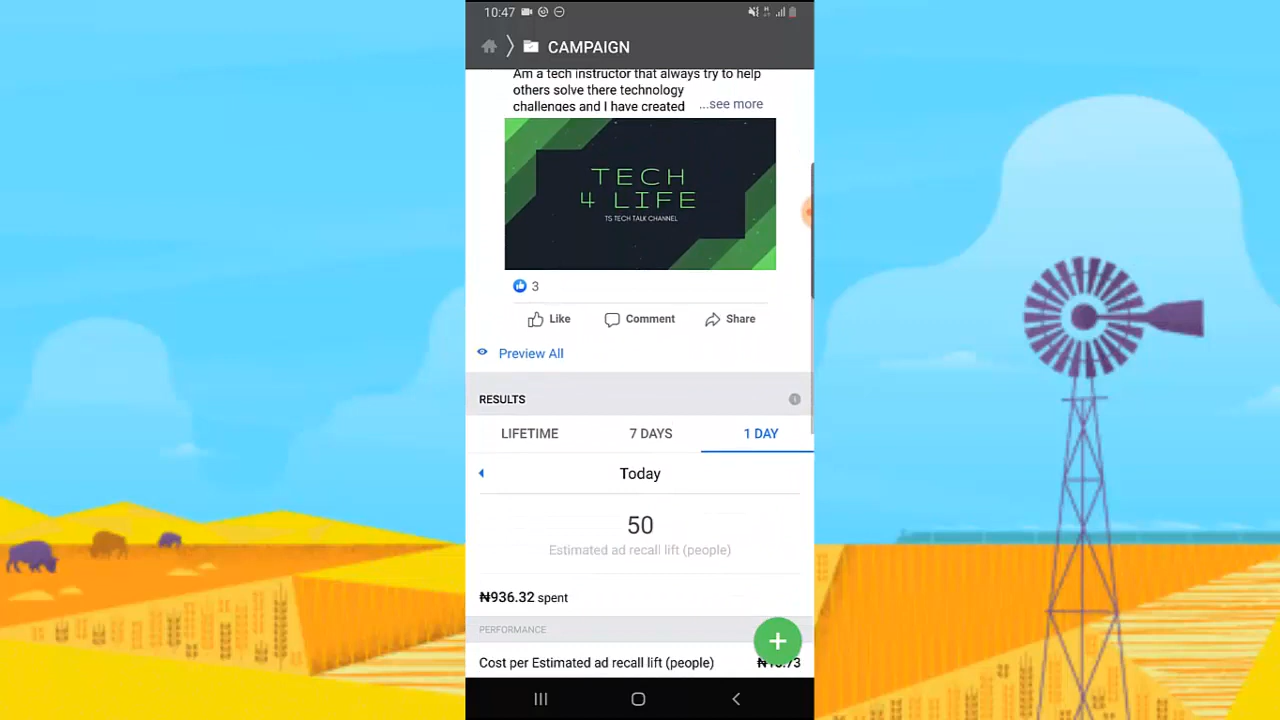 10:47
CAMPAIGN
Am a tech instructor that always try to help
others solve there technology
challenges and I have created ...see more
TECH
4 LIFE
TS TECH TALK CHANNEL
3
Like Comment Share
Preview All
RESULTS
LIFETIME 7 DAYS 1 DAY
Today
50
Estimated ad recall lift (people)
₦936.32 spent
PERFORMANCE
Cost per Estimated ad recall lift (people)